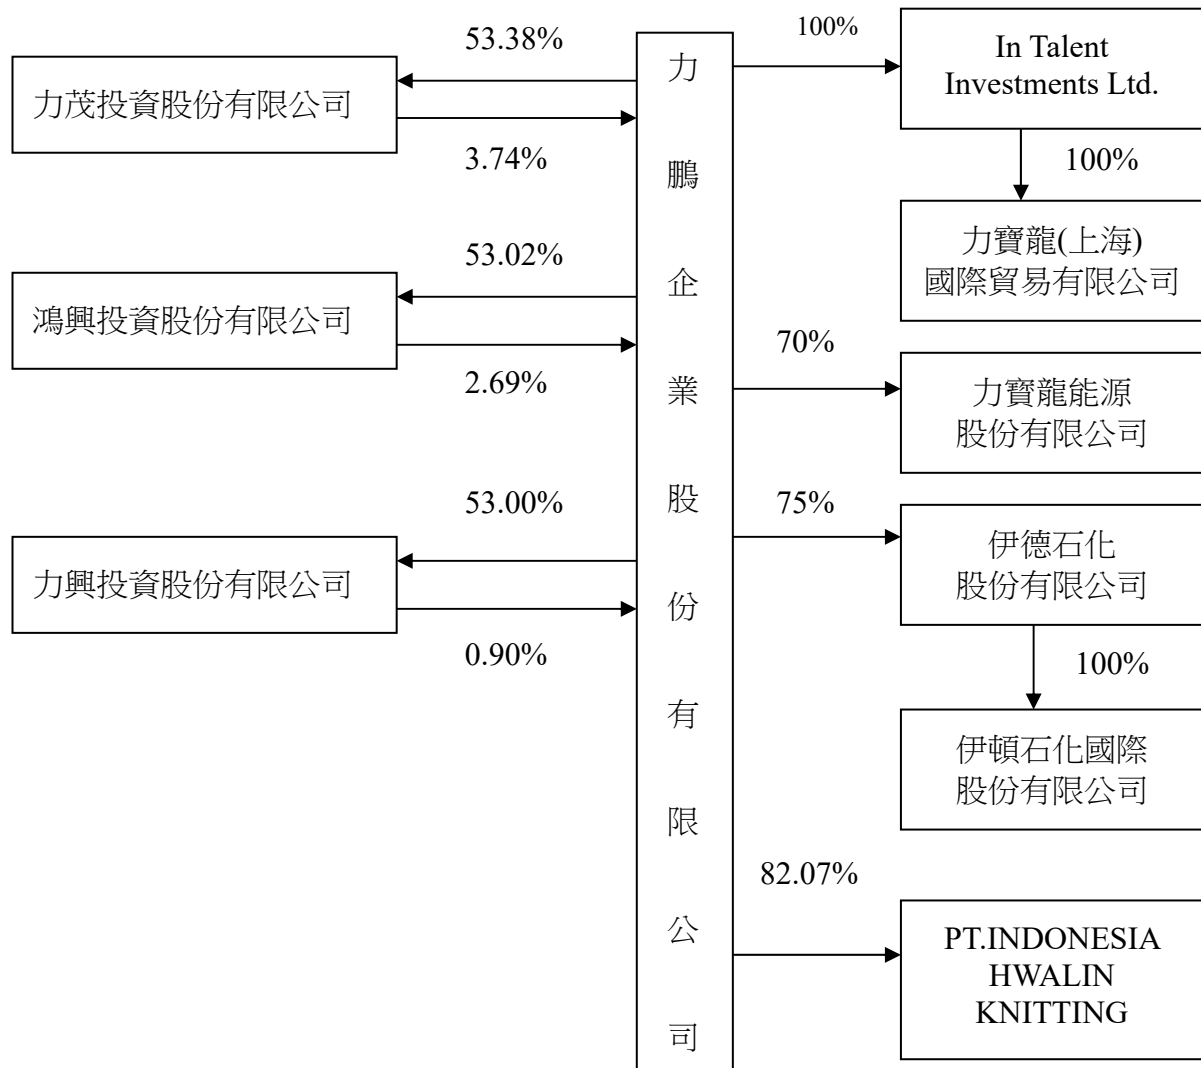 53.38%
力茂投資股份有限公司
3.74%
53.02%
鴻興投資股份有限公司
2.69%
53.00%
力興投資股份有限公司
0.90%
力
鵬
企
業
股
份
有
限
公
司
100%
In Talent
Investments Ltd.
100%
力寶龍(上海)
國際貿易有限公司
70%
力寶龍能源
股份有限公司
75%
伊德石化
股份有限公司
100%
伊頓石化國際
股份有限公司
82.07%
PT.INDONESIA
HWALIN
KNITTING